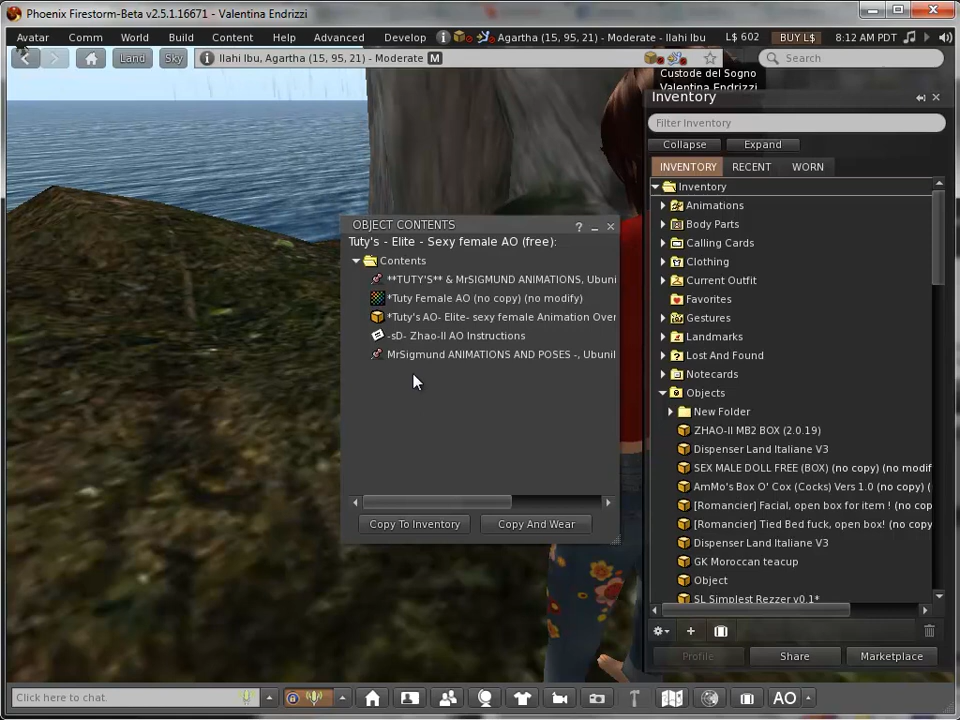 Phoenix Firestorm-Beta v2.5.1.16671 - Valentina Endrizzi
Avatar Comm World Build Content Help Advanced Develop Agartha (15, 95, 21) - Moderate - Ilahi Ibu L$ 602 BUY L$ 8:12 AM PDT
Land Sky Ilahi Ibu, Agartha (15, 95, 21) - Moderate M Search
Custode del Sogno
Valentina Endrizzi
Inventory
Filter Inventory
Collapse Expand
INVENTORY RECENT WORN
Inventory
Animations
Body Parts
Calling Cards
Clothing
Current Outfit
Favorites
Gestures
Landmarks
Lost And Found
Notecards
Objects
New Folder
ZHAO-II MB2 BOX (2.0.19)
Dispenser Land Italiane V3
SEX MALE DOLL FREE (BOX) (no copy) (no modif
AmMo's Box O' Cox (Cocks) Vers 1.0 (no copy) (
[Romancier] Facial, open box for item ! (no cop
[Romancier] Tied Bed fuck, open box! (no copy
Dispenser Land Italiane V3
GK Moroccan teacup
Object
SL Simplest Rezzer v0.1*
Profile Share Marketplace
OBJECT CONTENTS ?
Tuty's - Elite - Sexy female AO (free):
Contents
**TUTY'S** & MrSIGMUND ANIMATIONS, Ubuni
*Tuty Female AO (no copy) (no modify)
*Tuty's AO- Elite- sexy female Animation Over
-sD- Zhao-II AO Instructions
MrSigmund ANIMATIONS AND POSES -, Ubunil
Copy To Inventory Copy And Wear
Click here to chat. AO